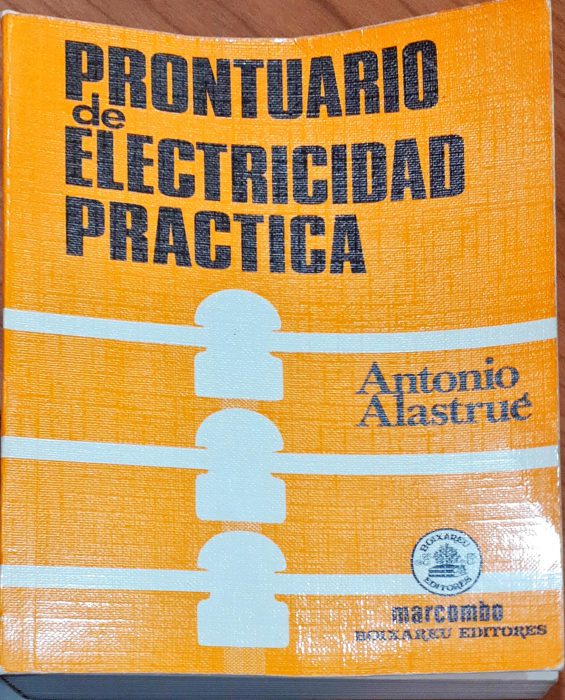 PRONTUARIO
de
ELECTRICIDAD
PRACTICA
Antonio
Alastrué
BOIXAREU
EDITORES
marcombo
BOIXAREU EDITORES